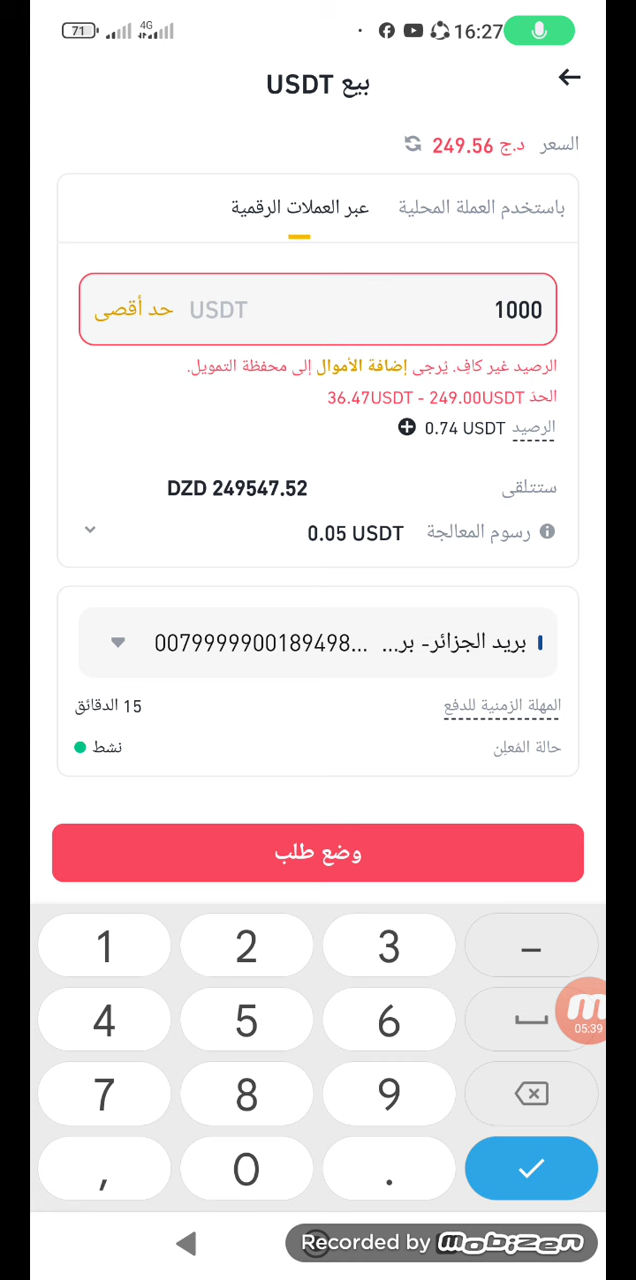 71 4G 16:27
بيع USDT
السعر د.ج 249.56
باستخدم العملة المحلية عبر العملات الرقمية
1000 USDT حد أقصى
الرصيد غير كافٍ. يُرجى إضافة الأموال إلى محفظة التمويل.
الحدّ 36.47USDT - 249.00USDT
الرصيد 0.74 USDT
ستتلقى DZD 249547.52
رسوم المعالجة 0.05 USDT
بريد الجزائر- بر... 0079999900189498...
المهلة الزمنية للدفع 15 الدقائق
حالة المُعلِن نشط
وضع طلب
1 2 3 –
4 5 6
05:39
7 8 9
, 0 .
Recorded by mobizen